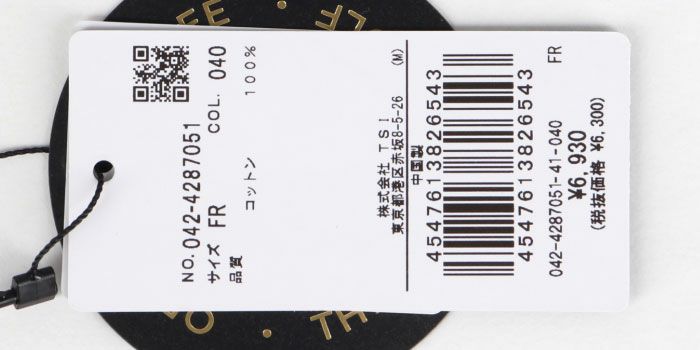 NO. 042-4287051
サイズ COL. 040
FR
品質
コットン 100%
株式会社 TSI (M)
東京都港区赤坂8-5-26
中国製
4547613826543
4547613826543
FR
042-4287051-41-040
¥6,930
(税抜価格 ¥6,300)